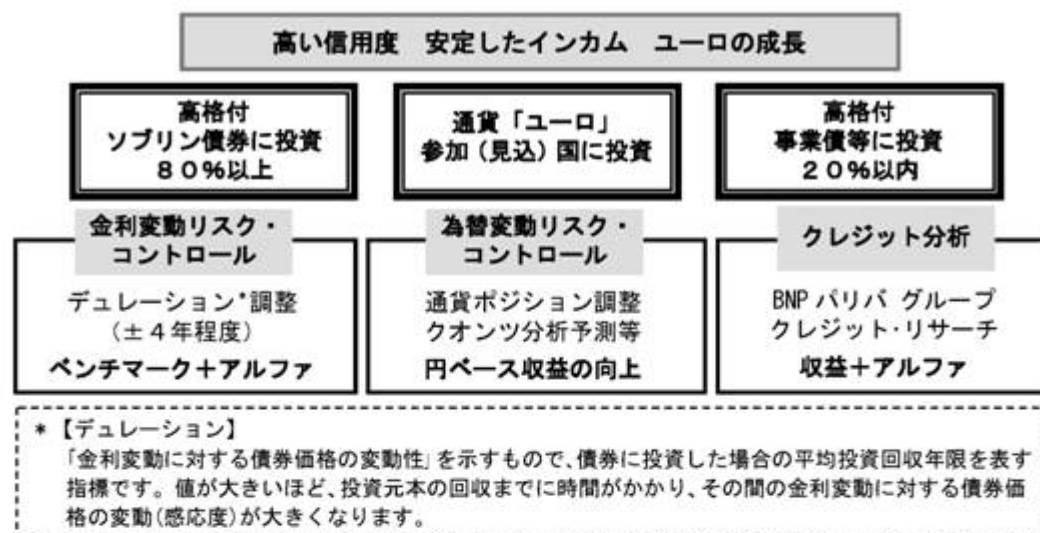 高い信用度　安定したインカム　ユーロの成長
高格付
ソブリン債券に投資
８０％以上
通貨「ユーロ」
参加（見込）国に投資
高格付
事業債等に投資
２０％以内
金利変動リスク・
コントロール
デュレーション*調整
（±４年程度）
ベンチマーク＋アルファ
為替変動リスク・
コントロール
通貨ポジション調整
クオンツ分析予測等
円ベース収益の向上
クレジット分析
BNP パリバ グループ
クレジット・リサーチ
収益＋アルファ
*【デュレーション】
「金利変動に対する債券価格の変動性」を示すもので、債券に投資した場合の平均投資回収年限を表す
指標です。値が大きいほど、投資元本の回収までに時間がかかり、その間の金利変動に対する債券価
格の変動（感応度）が大きくなります。